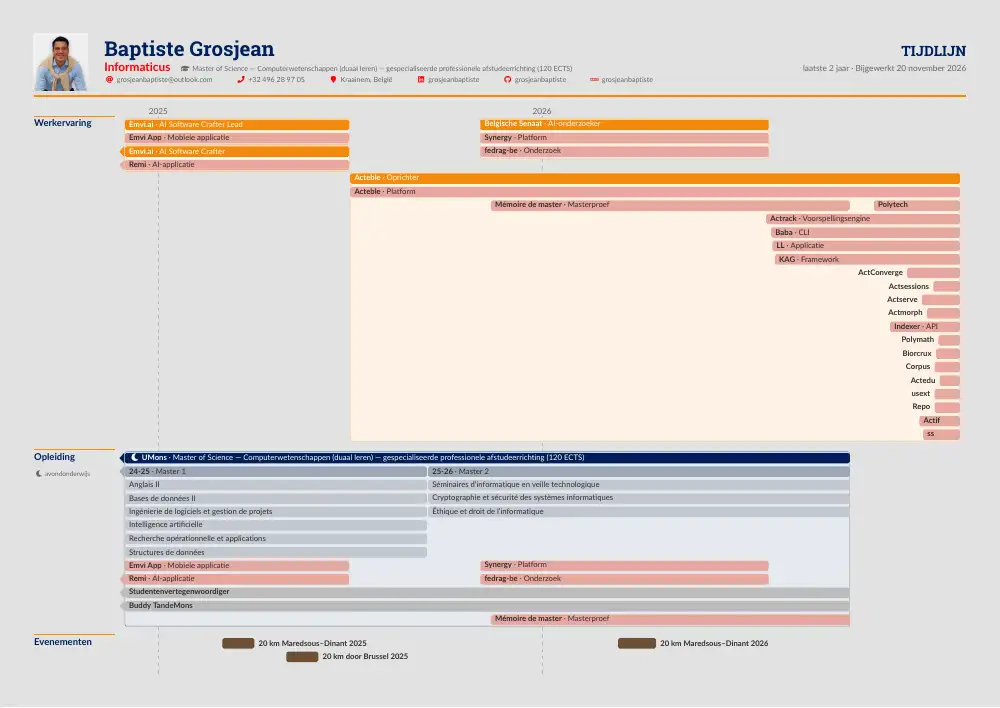 Baptiste Grosjean
TIJDLIJN
Informaticus Master of Science — Computerwetenschappen (duaal leren) — gespecialiseerde professionele afstudeerrichting (120 ECTS)
laatste 2 jaar · Bijgewerkt 20 november 2026
grosjeanbaptiste@outlook.com +32 496 28 97 05 Kraainem, België grosjeanbaptiste grosjeanbaptiste grosjeanbaptiste
2025 2026
Werkervaring
Emvi.ai · AI Software Crafter Lead
Belgische Senaat · AI-onderzoeker
Emvi App · Mobiele applicatie
Synergy · Platform
Emvi.ai · AI Software Crafter
fedrag-be · Onderzoek
Remi · AI-applicatie
Acteble · Oprichter
Acteble · Platform
Mémoire de master · Masterproef
Polytech
Actrack · Voorspellingsengine
Baba · CLI
LL · Applicatie
KAG · Framework
ActConverge
Actsessions
Actserve
Actmorph
Indexer · API
Polymath
Biorcrux
Corpus
Actedu
usext
Repo
Actif
ss
Opleiding
UMons · Master of Science — Computerwetenschappen (duaal leren) — gespecialiseerde professionele afstudeerrichting (120 ECTS)
avondonderwijs
24-25 · Master 1
25-26 · Master 2
Anglais II
Séminaires d'informatique en veille technologique
Bases de données II
Cryptographie et sécurité des systèmes informatiques
Ingénierie de logiciels et gestion de projets
Éthique et droit de l'informatique
Intelligence artificielle
Recherche opérationnelle et applications
Structures de données
Emvi App · Mobiele applicatie
Synergy · Platform
Remi · AI-applicatie
fedrag-be · Onderzoek
Studentenvertegenwoordiger
Buddy TandeMons
Mémoire de master · Masterproef
Evenementen
20 km Maredsous–Dinant 2025
20 km Maredsous–Dinant 2026
20 km door Brussel 2025